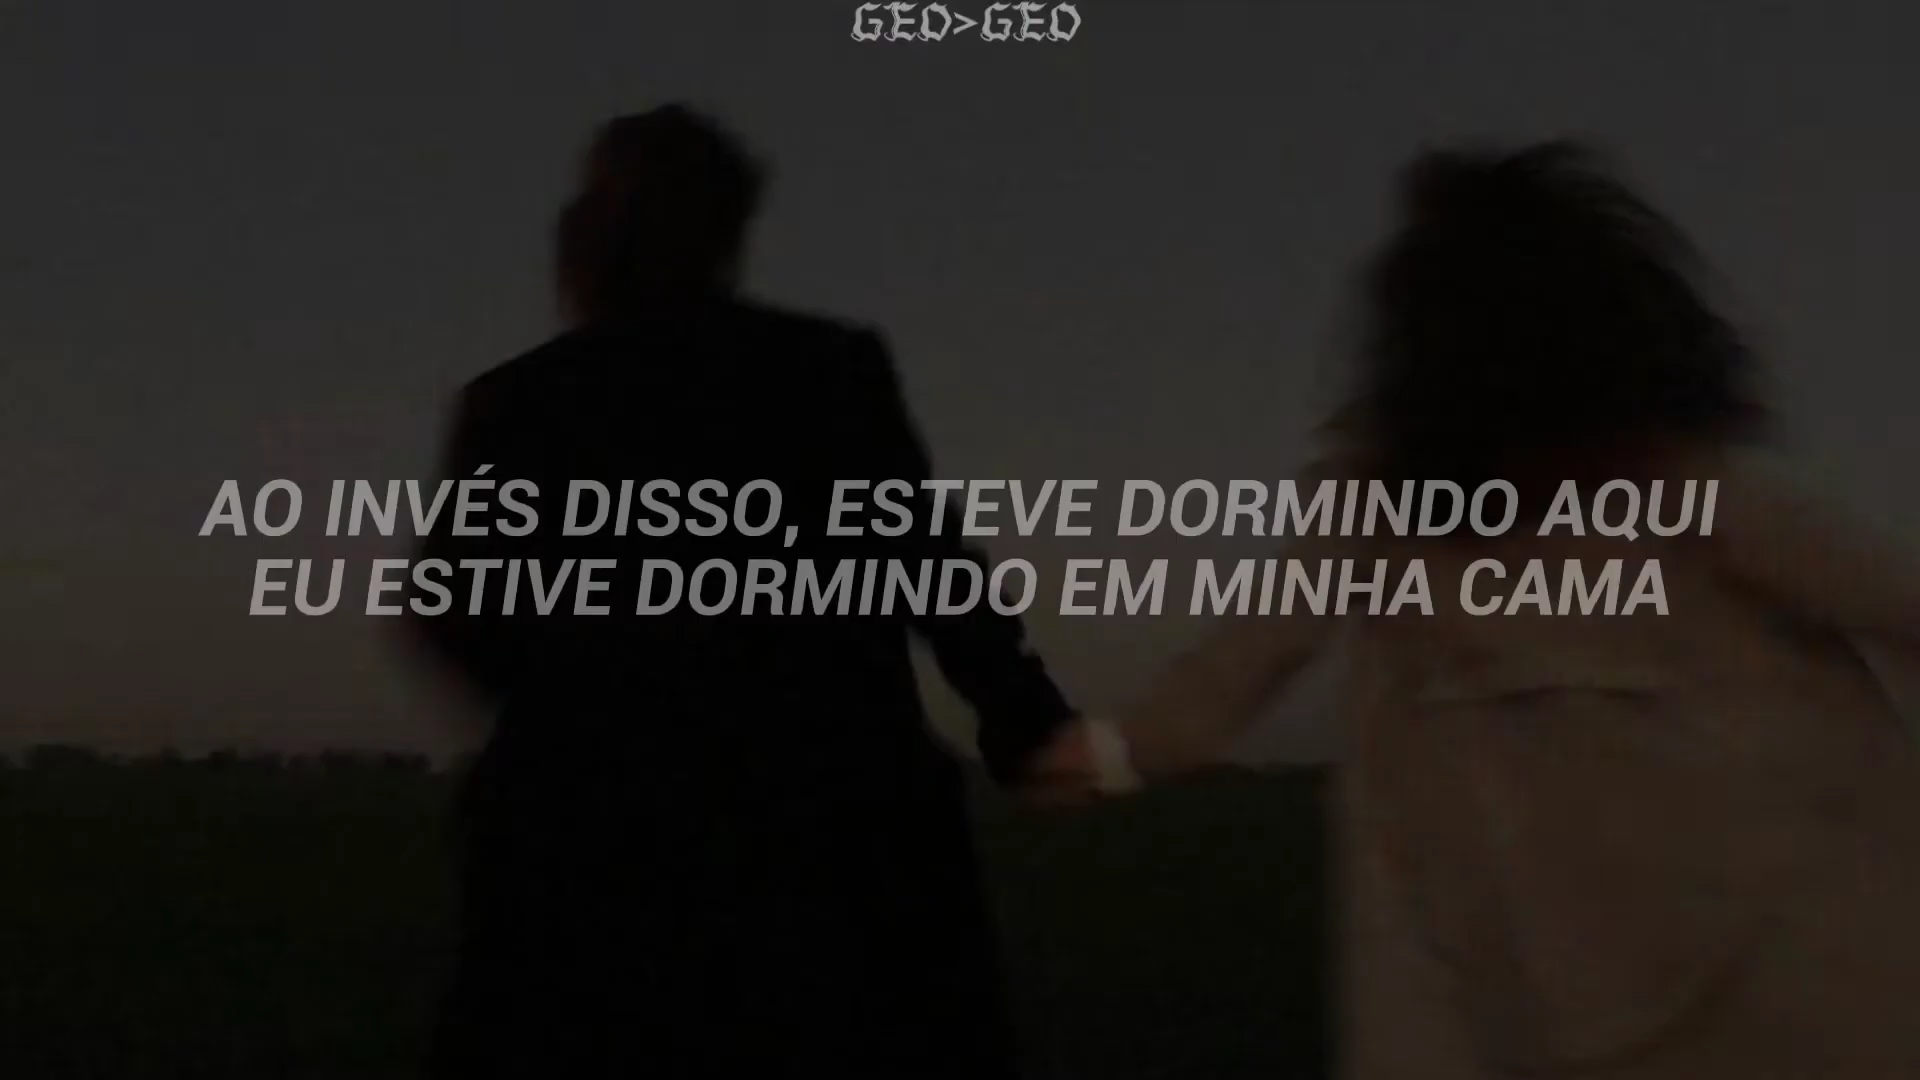 GEO>GEO
AO INVÉS DISSO, ESTEVE DORMINDO AQUI
EU ESTIVE DORMINDO EM MINHA CAMA